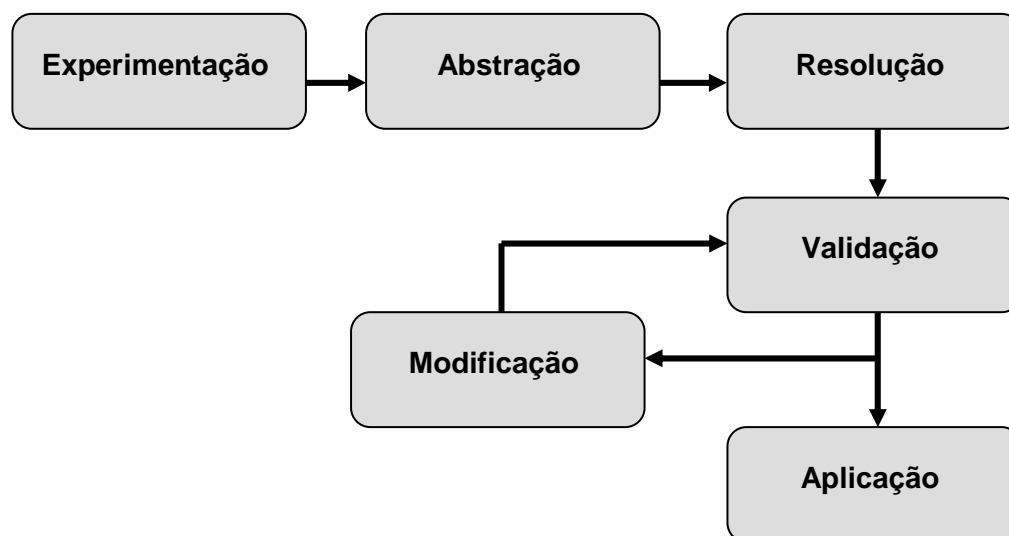 Experimentação
Abstração
Resolução
Validação
Modificação
Aplicação